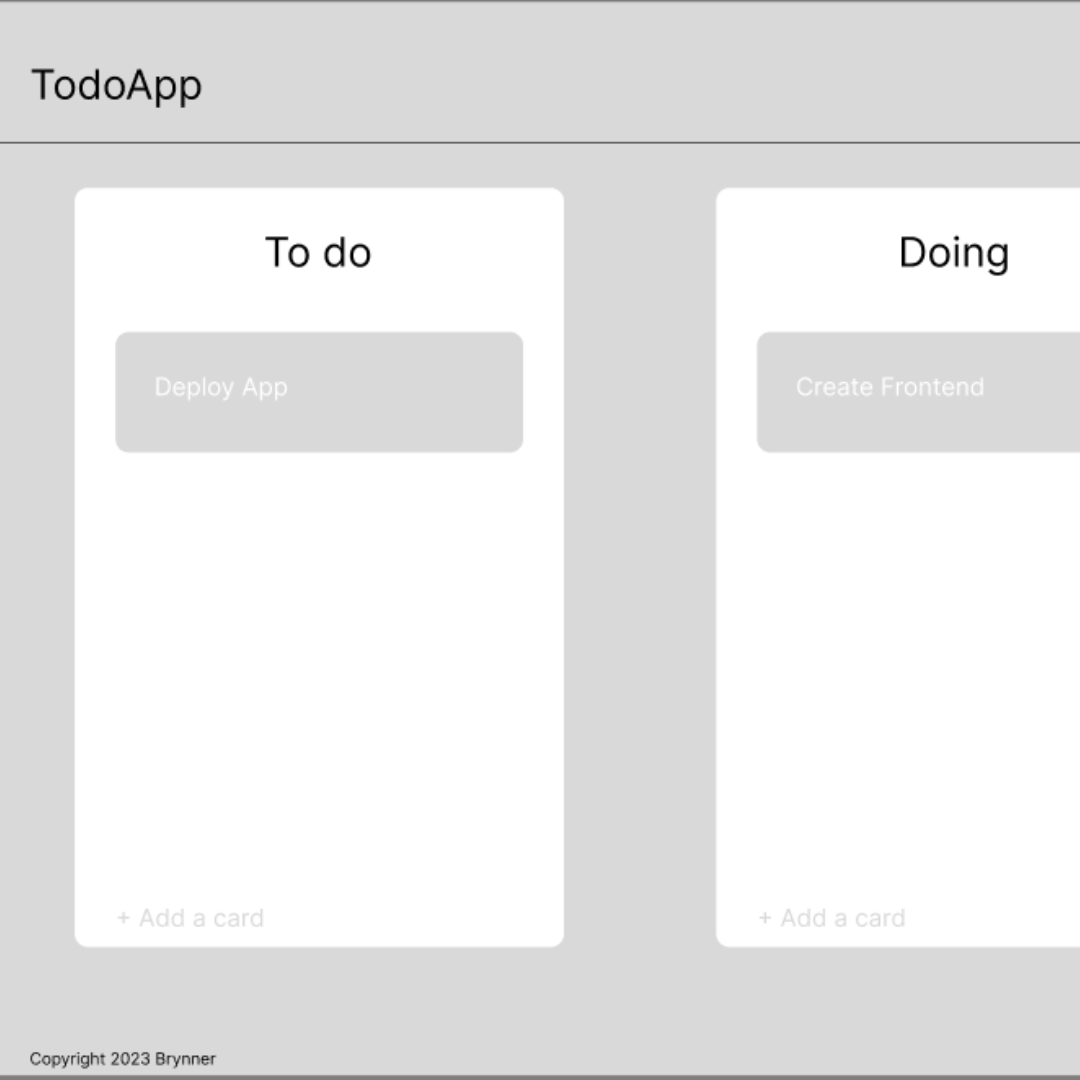 TodoApp
To do
Deploy App
+ Add a card
Doing
Create Frontend
+ Add a card
Copyright 2023 Brynner